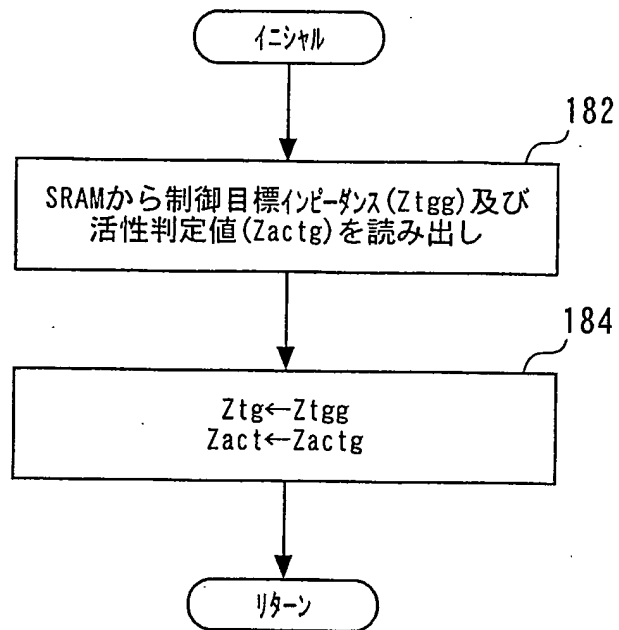 イニシャル
182
SRAMから制御目標インピーダンス(Ztgg)及び
活性判定値(Zactg)を読み出し
184
Ztg←Ztgg
Zact←Zactg
リターン